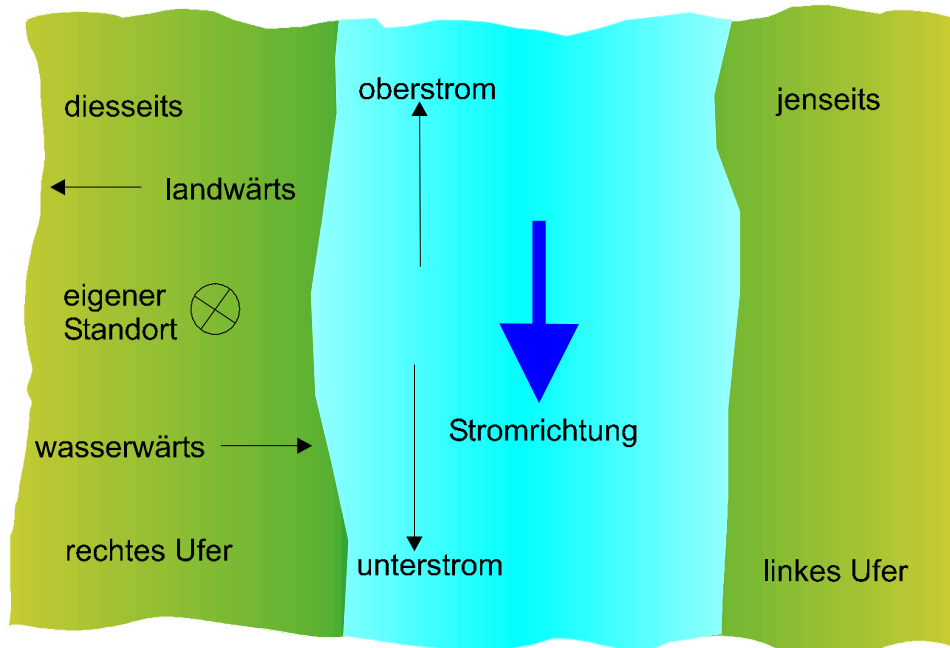 diesseits
oberstrom
jenseits
landwärts
eigener
Standort
Stromrichtung
wasserwärts
rechtes Ufer
unterstrom
linkes Ufer